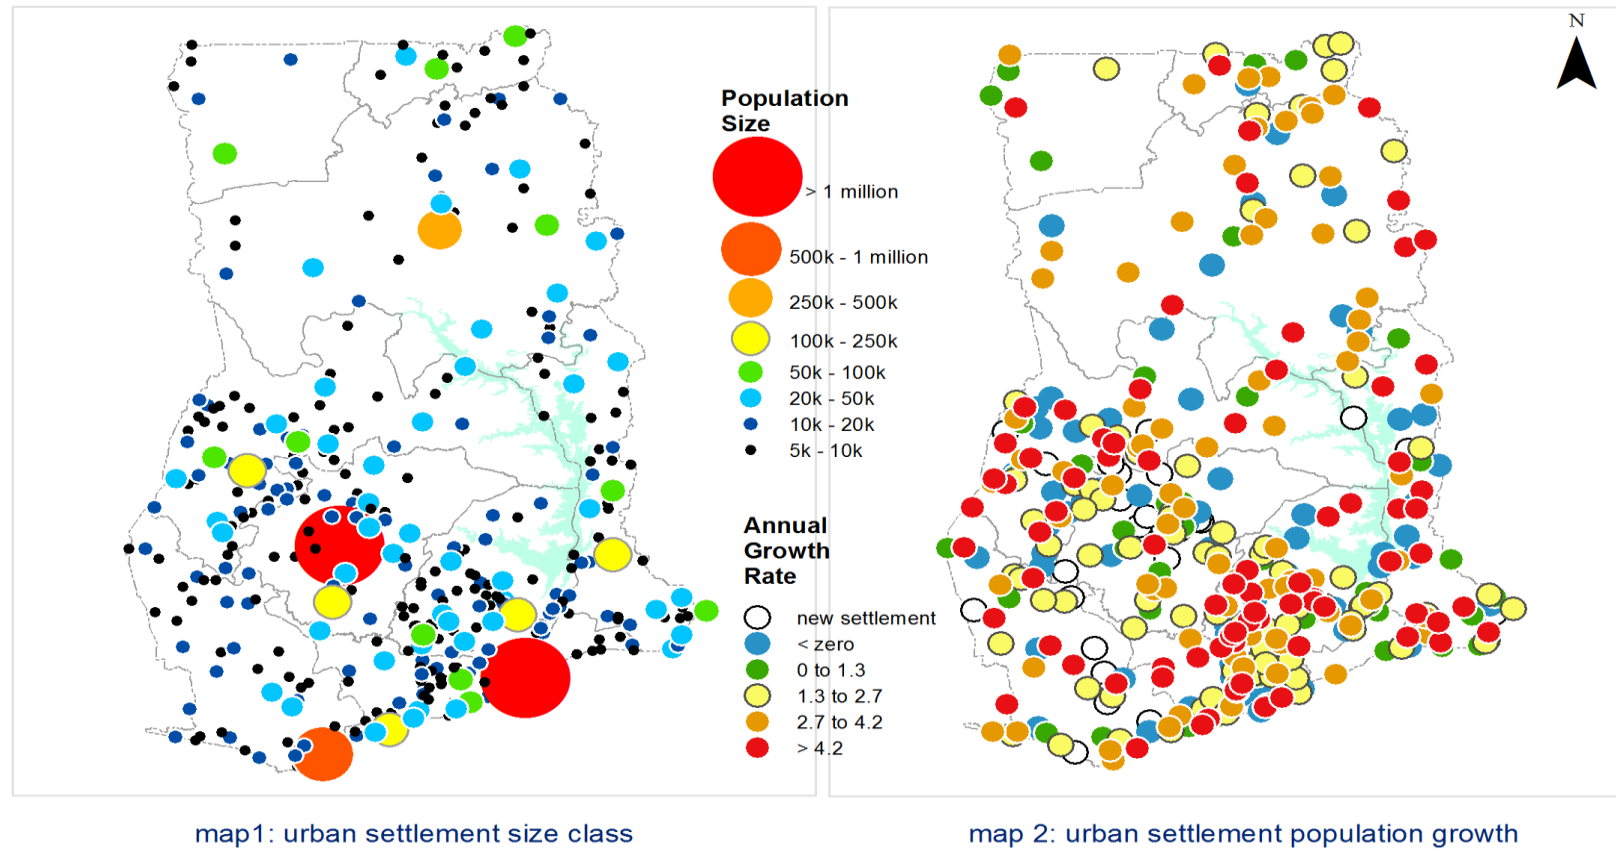 N
Population
Size
> 1 million
500k - 1 million
250k - 500k
100k - 250k
50k - 100k
20k - 50k
10k - 20k
5k - 10k
Annual
Growth
Rate
new settlement
< zero
0 to 1.3
1.3 to 2.7
2.7 to 4.2
> 4.2
map1: urban settlement size class
map 2: urban settlement population growth